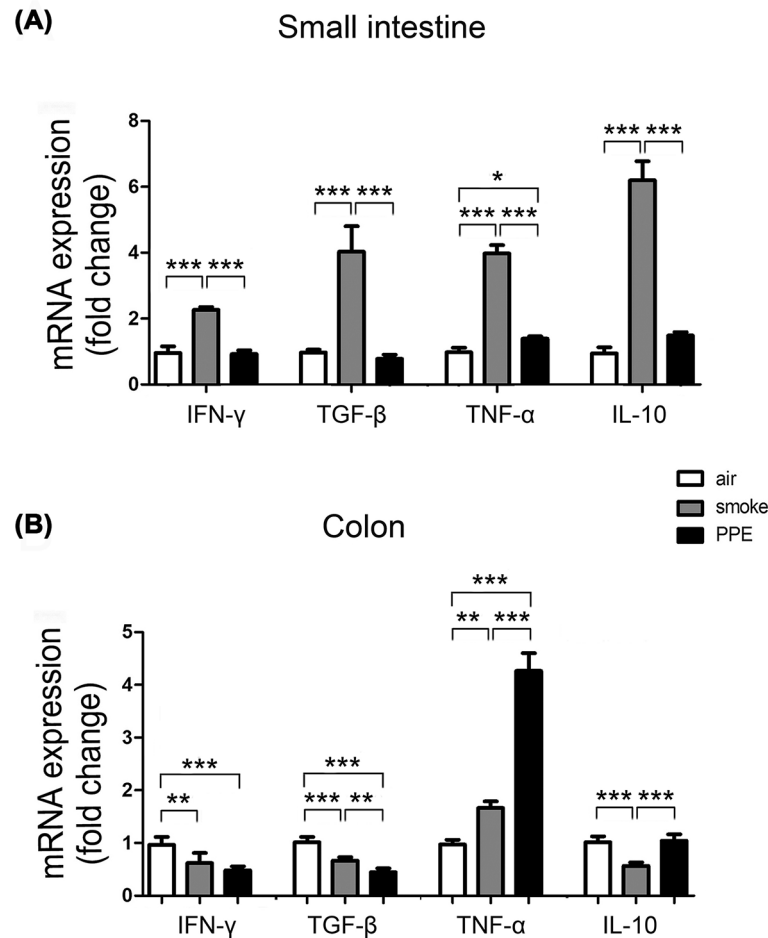 (A)
Small intestine
mRNA expression
(fold change)
8
6
4
2
0
*** ***
*** ***
*
*** ***
*** ***
IFN-γ TGF-β TNF-α IL-10
air
smoke
PPE
(B)
Colon
mRNA expression
(fold change)
5
4
3
2
1
0
***
**
***
*** **
***
** ***
*** ***
IFN-γ TGF-β TNF-α IL-10